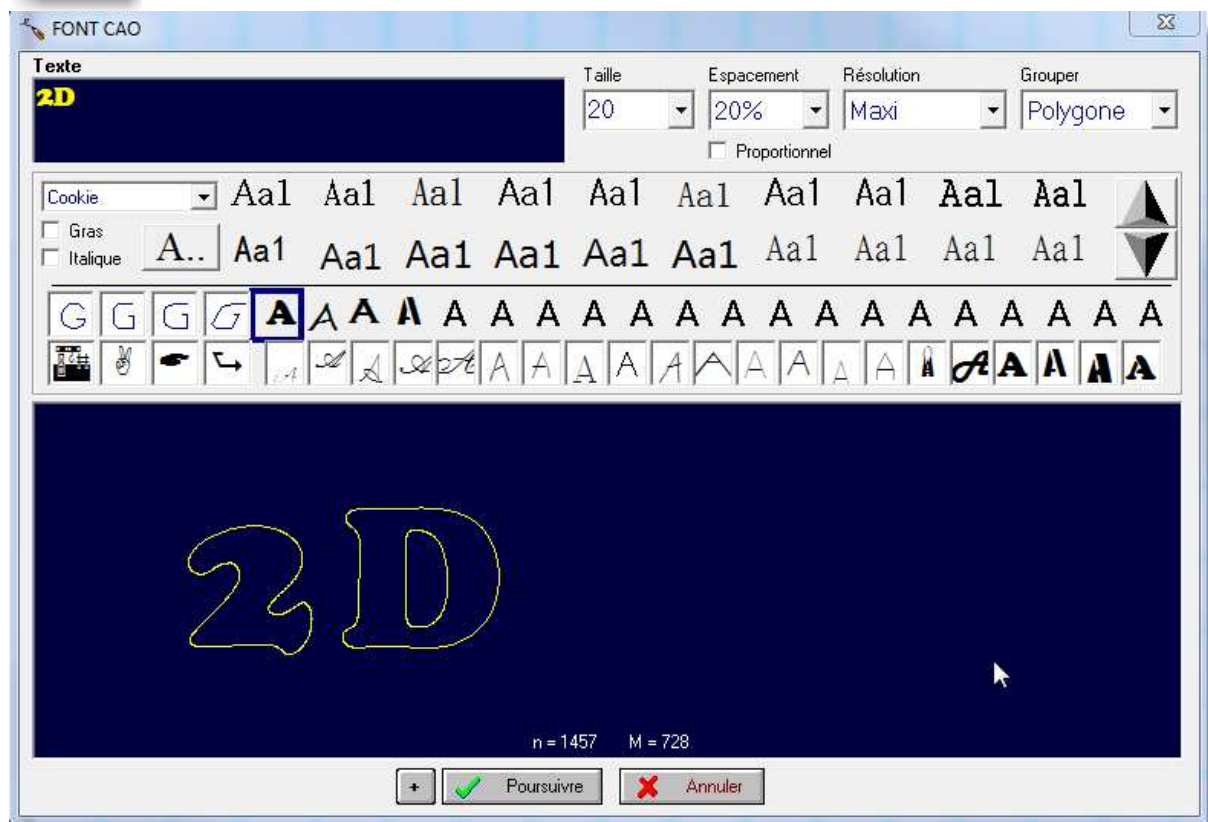 FONT CAO
Texte
2D
Taille Espacement Résolution Grouper
20 20% Maxi Polygone
Proportionnel
Cookie Aa1 Aa1 Aa1 Aa1 Aa1 Aa1 Aa1 Aa1 Aa1 Aa1
Gras
Italique A.. Aa1 Aa1 Aa1 Aa1 Aa1 Aa1 Aa1 Aa1 Aa1 Aa1
G G G G A A A A A A A A A A A A A A A A A A A A
A A A A A A A A A A A A A A A A A A A A
2D
n = 1457 M = 728
+ Poursuivre Annuler